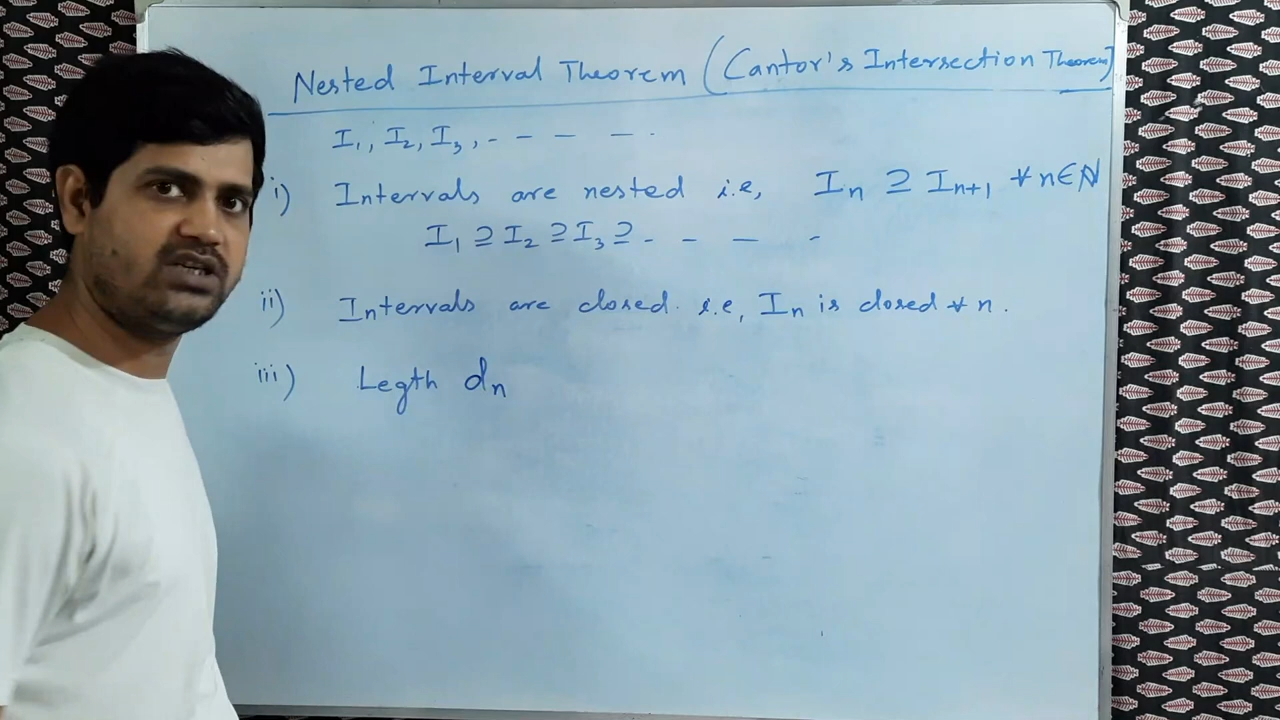 Nested Interval Theorem (Cantor's Intersection Theorem]
I₁, I₂, I₃, - - - - .
i) Intervals are nested i.e, Iₙ ⊇ Iₙ₊₁ ∀ n ∈ ℕ
I₁ ⊇ I₂ ⊇ I₃ ⊇ - - - -
ii) Intervals are closed. i.e, Iₙ is closed ∀ n.
iii) Legth dₙ